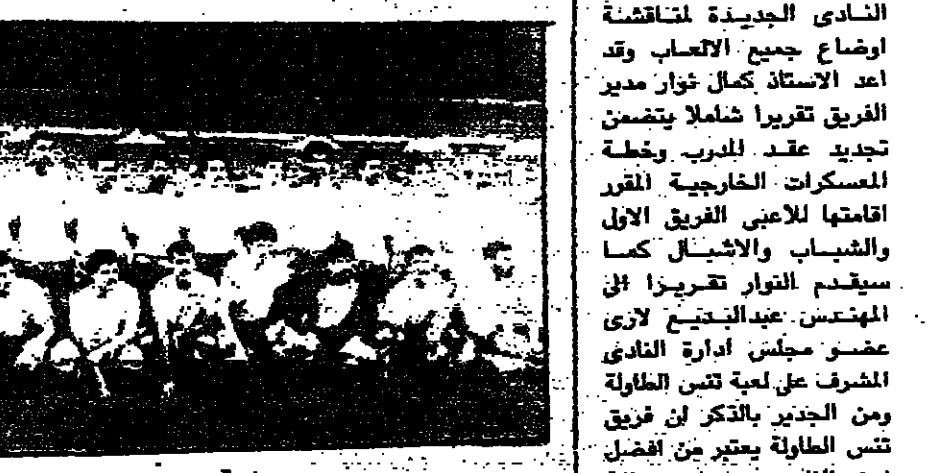 النادى الجديدة لمناقشة
اوضاع جميع الالعاب وقد
اعد الاستاذ كمال نوار مدير
الفريق تقريرا شاملا يتضمن
تجديد عقد المدرب وخطة
المعسكرات الخارجية المقرر
اقامتها للاعبى الفريق الاول
والشباب والاشبال كما
سيقدم النوار تقريرا الى
المهندس عبدالبديع لازى
عضو مجلس ادارة النادى
المشرف على لعبة تنس الطاولة
ومن الجدير بالذكر ان فريق
تنس الطاولة يعتبر من افضل